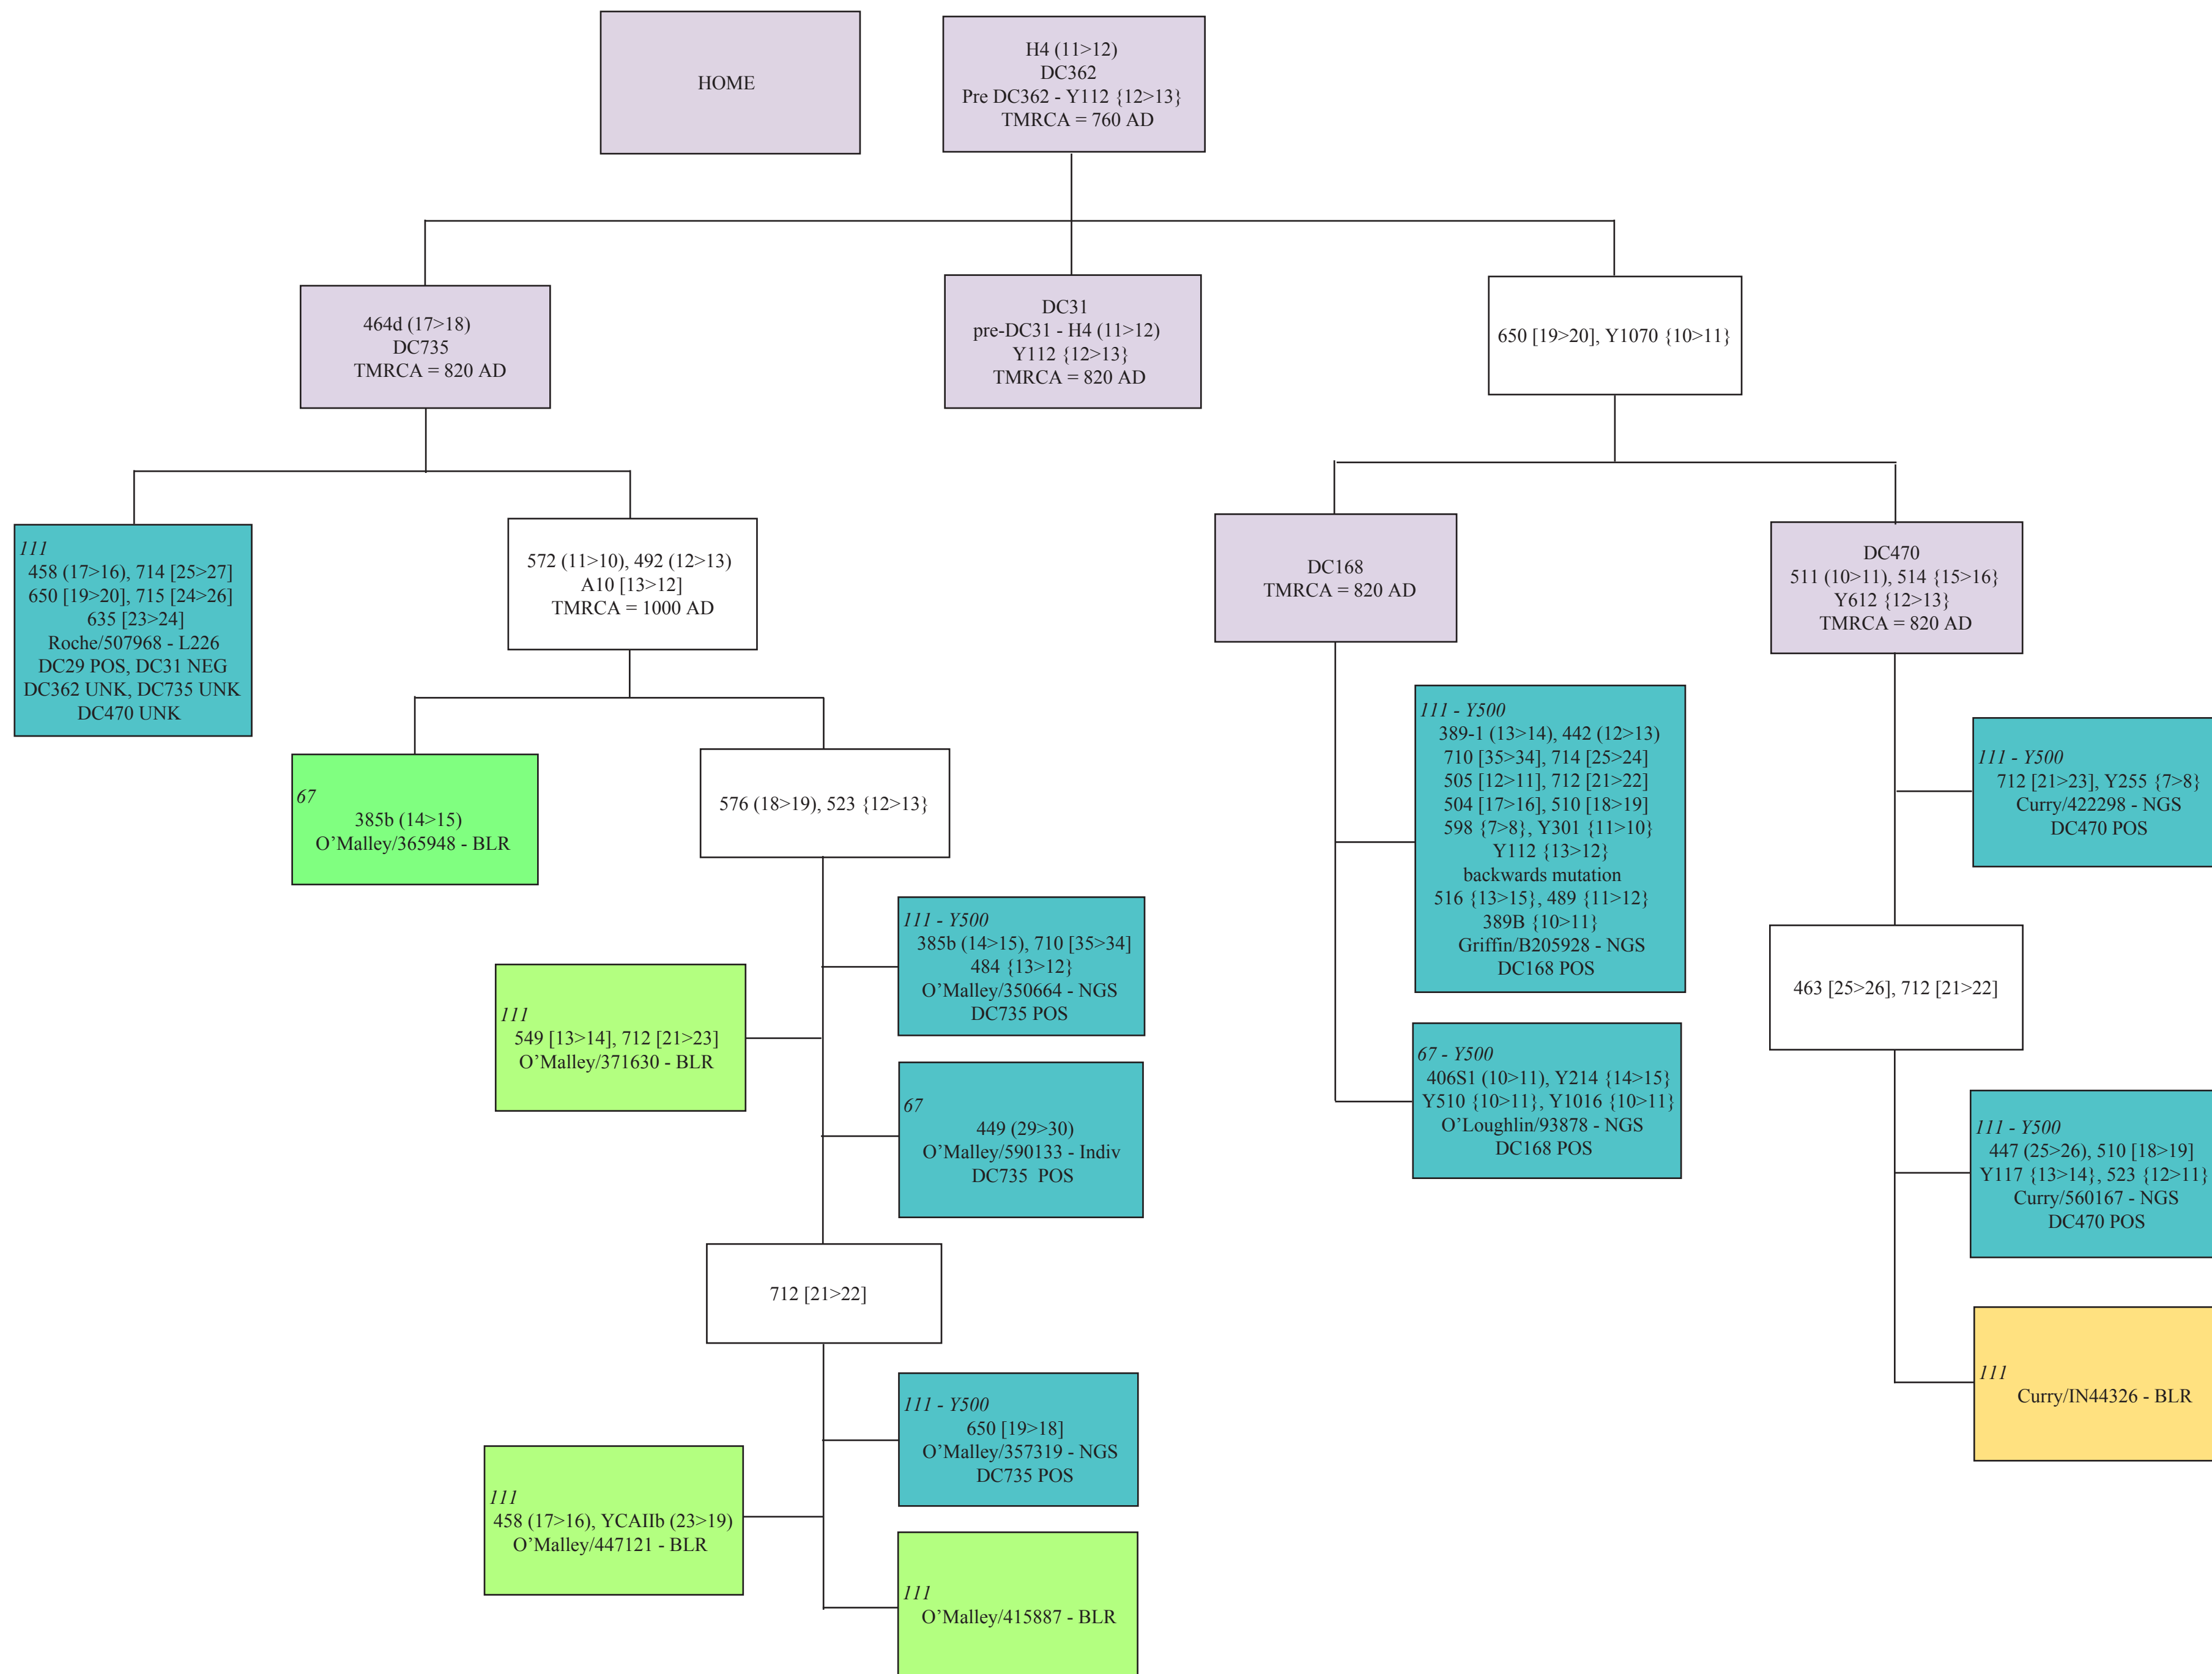 HOME
H4 (11>12)
DC362
Pre DC362 - Y112 {12>13}
TMRCA = 760 AD
464d (17>18)
DC735
TMRCA = 820 AD
DC31
pre-DC31 - H4 (11>12)
Y112 {12>13}
TMRCA = 820 AD
650 [19>20], Y1070 {10>11}
111
458 (17>16), 714 [25>27]
650 [19>20], 715 [24>26]
635 [23>24]
Roche/507968 - L226
DC29 POS, DC31 NEG
DC362 UNK, DC735 UNK
DC470 UNK
572 (11>10), 492 (12>13)
A10 [13>12]
TMRCA = 1000 AD
DC168
TMRCA = 820 AD
DC470
511 (10>11), 514 {15>16}
Y612 {12>13}
TMRCA = 820 AD
67
385b (14>15)
O’Malley/365948 - BLR
576 (18>19), 523 {12>13}
111 - Y500
389-1 (13>14), 442 (12>13)
710 [35>34], 714 [25>24]
505 [12>11], 712 [21>22]
504 [17>16], 510 [18>19]
598 {7>8}, Y301 {11>10}
Y112 {13>12}
backwards mutation
516 {13>15}, 489 {11>12}
389B {10>11}
Griffin/B205928 - NGS
DC168 POS
111 - Y500
712 [21>23], Y255 {7>8}
Curry/422298 - NGS
DC470 POS
111 - Y500
385b (14>15), 710 [35>34]
484 {13>12}
O’Malley/350664 - NGS
DC735 POS
111
549 [13>14], 712 [21>23]
O’Malley/371630 - BLR
463 [25>26], 712 [21>22]
67 - Y500
406S1 (10>11), Y214 {14>15}
Y510 {10>11}, Y1016 {10>11}
O’Loughlin/93878 - NGS
DC168 POS
67
449 (29>30)
O’Malley/590133 - Indiv
DC735 POS
111 - Y500
447 (25>26), 510 [18>19]
Y117 {13>14}, 523 {12>11}
Curry/560167 - NGS
DC470 POS
712 [21>22]
111 - Y500
650 [19>18]
O’Malley/357319 - NGS
DC735 POS
111
Curry/IN44326 - BLR
111
458 (17>16), YCAIIb (23>19)
O’Malley/447121 - BLR
111
O’Malley/415887 - BLR